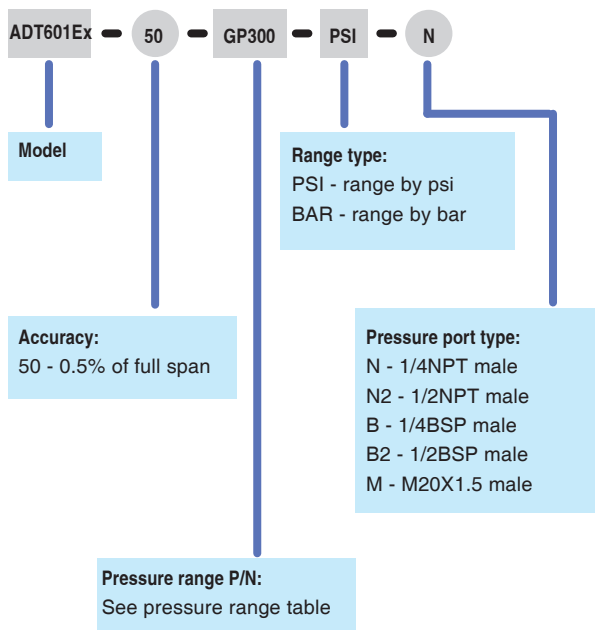 ADT601Ex - 50 - GP300 - PSI - N
Model
Range type:
PSI - range by psi
BAR - range by bar
Accuracy:
50 - 0.5% of full span
Pressure port type:
N - 1/4NPT male
N2 - 1/2NPT male
B - 1/4BSP male
B2 - 1/2BSP male
M - M20X1.5 male
Pressure range P/N:
See pressure range table